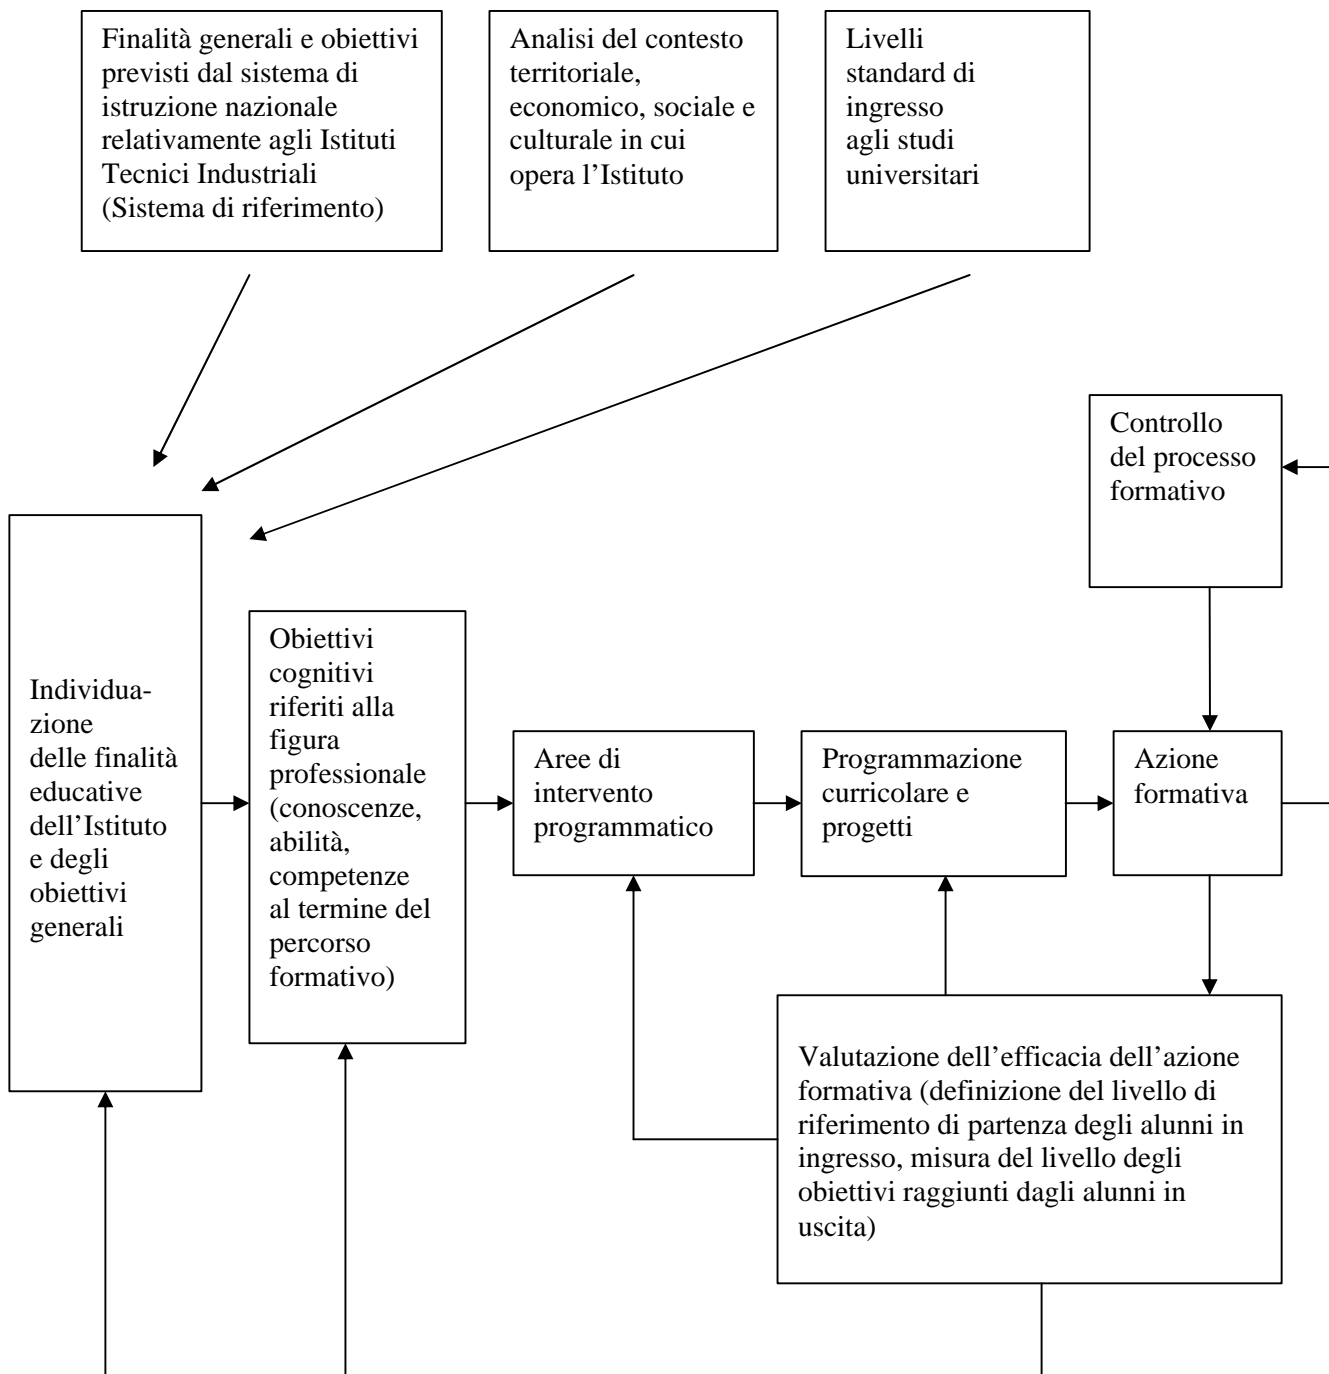 Finalità generali e obiettivi
previsti dal sistema di
istruzione nazionale
relativamente agli Istituti
Tecnici Industriali
(Sistema di riferimento)
Analisi del contesto
territoriale,
economico, sociale e
culturale in cui
opera l’Istituto
Livelli
standard di
ingresso
agli studi
universitari
Controllo
del processo
formativo
Individua-
zione
delle finalità
educative
dell’Istituto
e degli
obiettivi
generali
Obiettivi
cognitivi
riferiti alla
figura
professionale
(conoscenze,
abilità,
competenze
al termine del
percorso
formativo)
Aree di
intervento
programmatico
Programmazione
curricolare e
progetti
Azione
formativa
Valutazione dell’efficacia dell’azione
formativa (definizione del livello di
riferimento di partenza degli alunni in
ingresso, misura del livello degli
obiettivi raggiunti dagli alunni in
uscita)